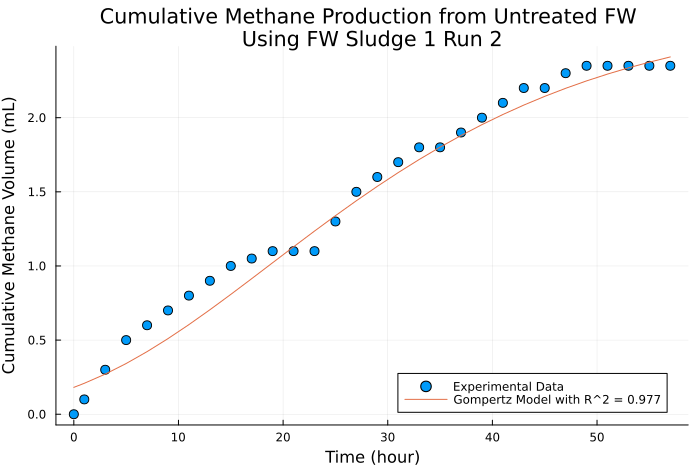 Cumulative Methane Production from Untreated FW
Using FW Sludge 1 Run 2
Cumulative Methane Volume (mL)
2.0
1.5
1.0
0.5
0.0
0
10
20
30
40
50
Time (hour)
Experimental Data
Gompertz Model with R^2 = 0.977